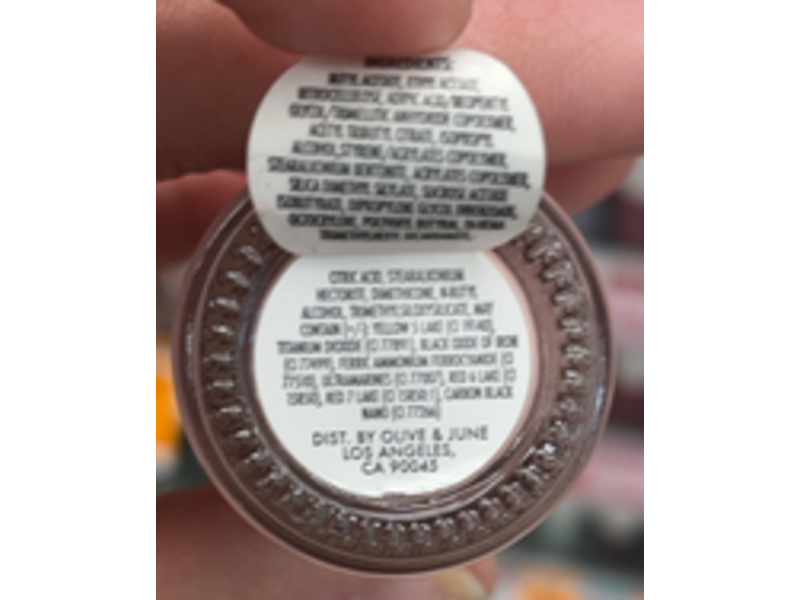 INGREDIENTS:
BUTYL ACETATE, ETHYL ACETATE,
NITROCELLULOSE, ADIPIC ACID/NEOPENTYL
GLYCOL/TRIMELLITIC ANHYDRIDE COPOLYMER,
ACETYL TRIBUTYL CITRATE, ISOPROPYL
ALCOHOL, STYRENE/ACRYLATES COPOLYMER,
STEARALKONIUM BENTONITE, ACRYLATES COPOLYMER,
SILICA DIMETHYL SILYLATE, SUCROSE ACETATE
ISOBUTYRATE, DIPROPYLENE GLYCOL DIBENZOATE,
POLYVINYL BUTYRAL,
CITRIC ACID, STEARALKONIUM
HECTORITE, DIMETHICONE, N-BUTYL
ALCOHOL, TRIMETHYLSILOXYSILICATE, MAY
CONTAIN [+/-]: YELLOW 5 LAKE (CI 19140),
TITANIUM DIOXIDE (CI 77891), BLACK OXIDE OF IRON
(CI 77499), FERRIC AMMONIUM FERROCYANIDE (CI
77510), ULTRAMARINES (CI 77007), RED 6 LAKE (CI
15850), RED 7 LAKE (CI 15850:1), CARBON BLACK
NANO (CI 77266)
DIST. BY OLIVE & JUNE
LOS ANGELES,
CA 90045